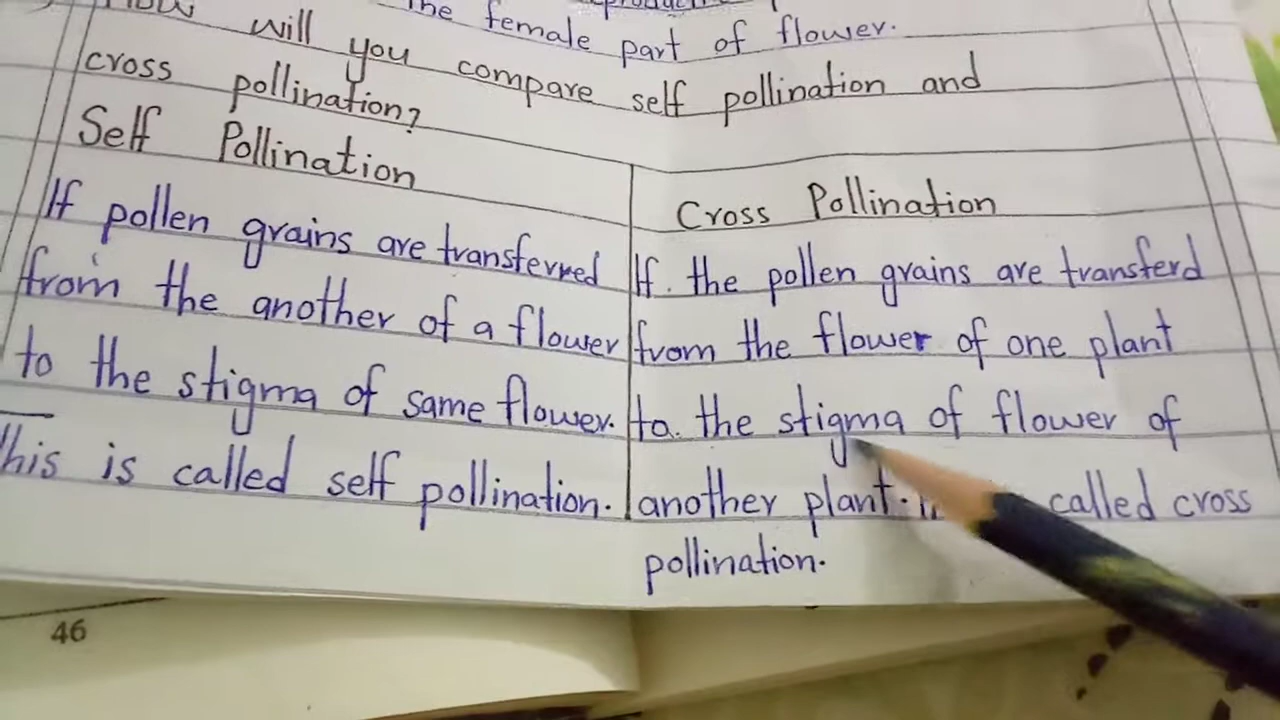 the female part of flower.
will you compare self pollination and
cross pollination?
Self Pollination
If pollen grains are transferred
from the another of a flower
to the stigma of same flower.
This is called self pollination.
Cross Pollination
If the pollen grains are transferd
from the flower of one plant
to the stigma of flower of
another plant. called cross
pollination.
46